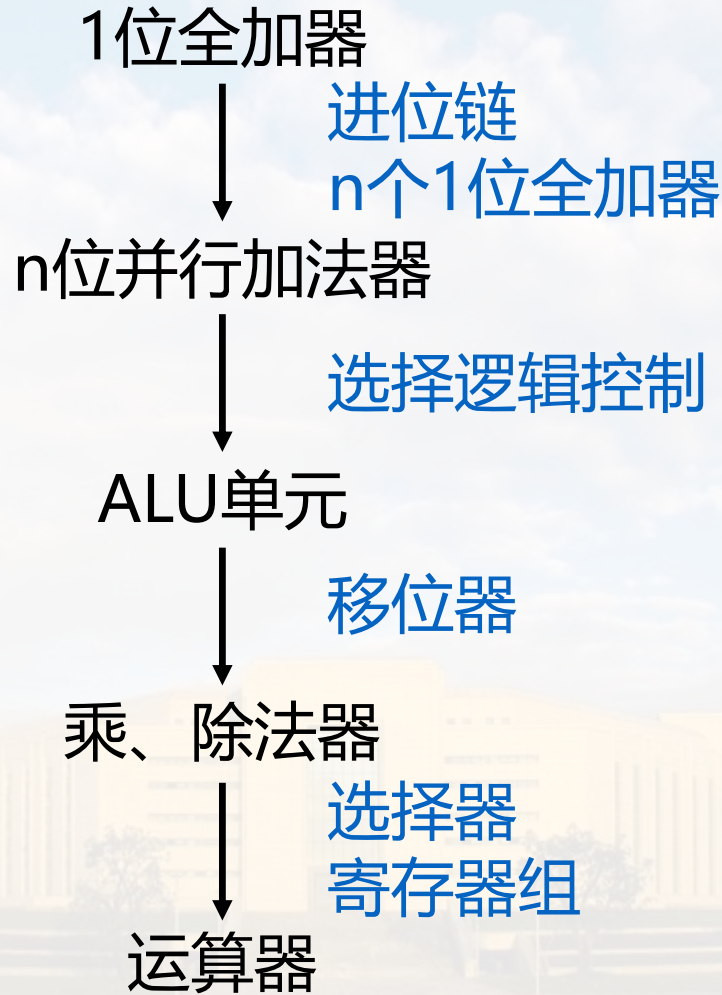 1位全加器
进位链
n个1位全加器
n位并行加法器
选择逻辑控制
ALU单元
移位器
乘、除法器
选择器
寄存器组
运算器